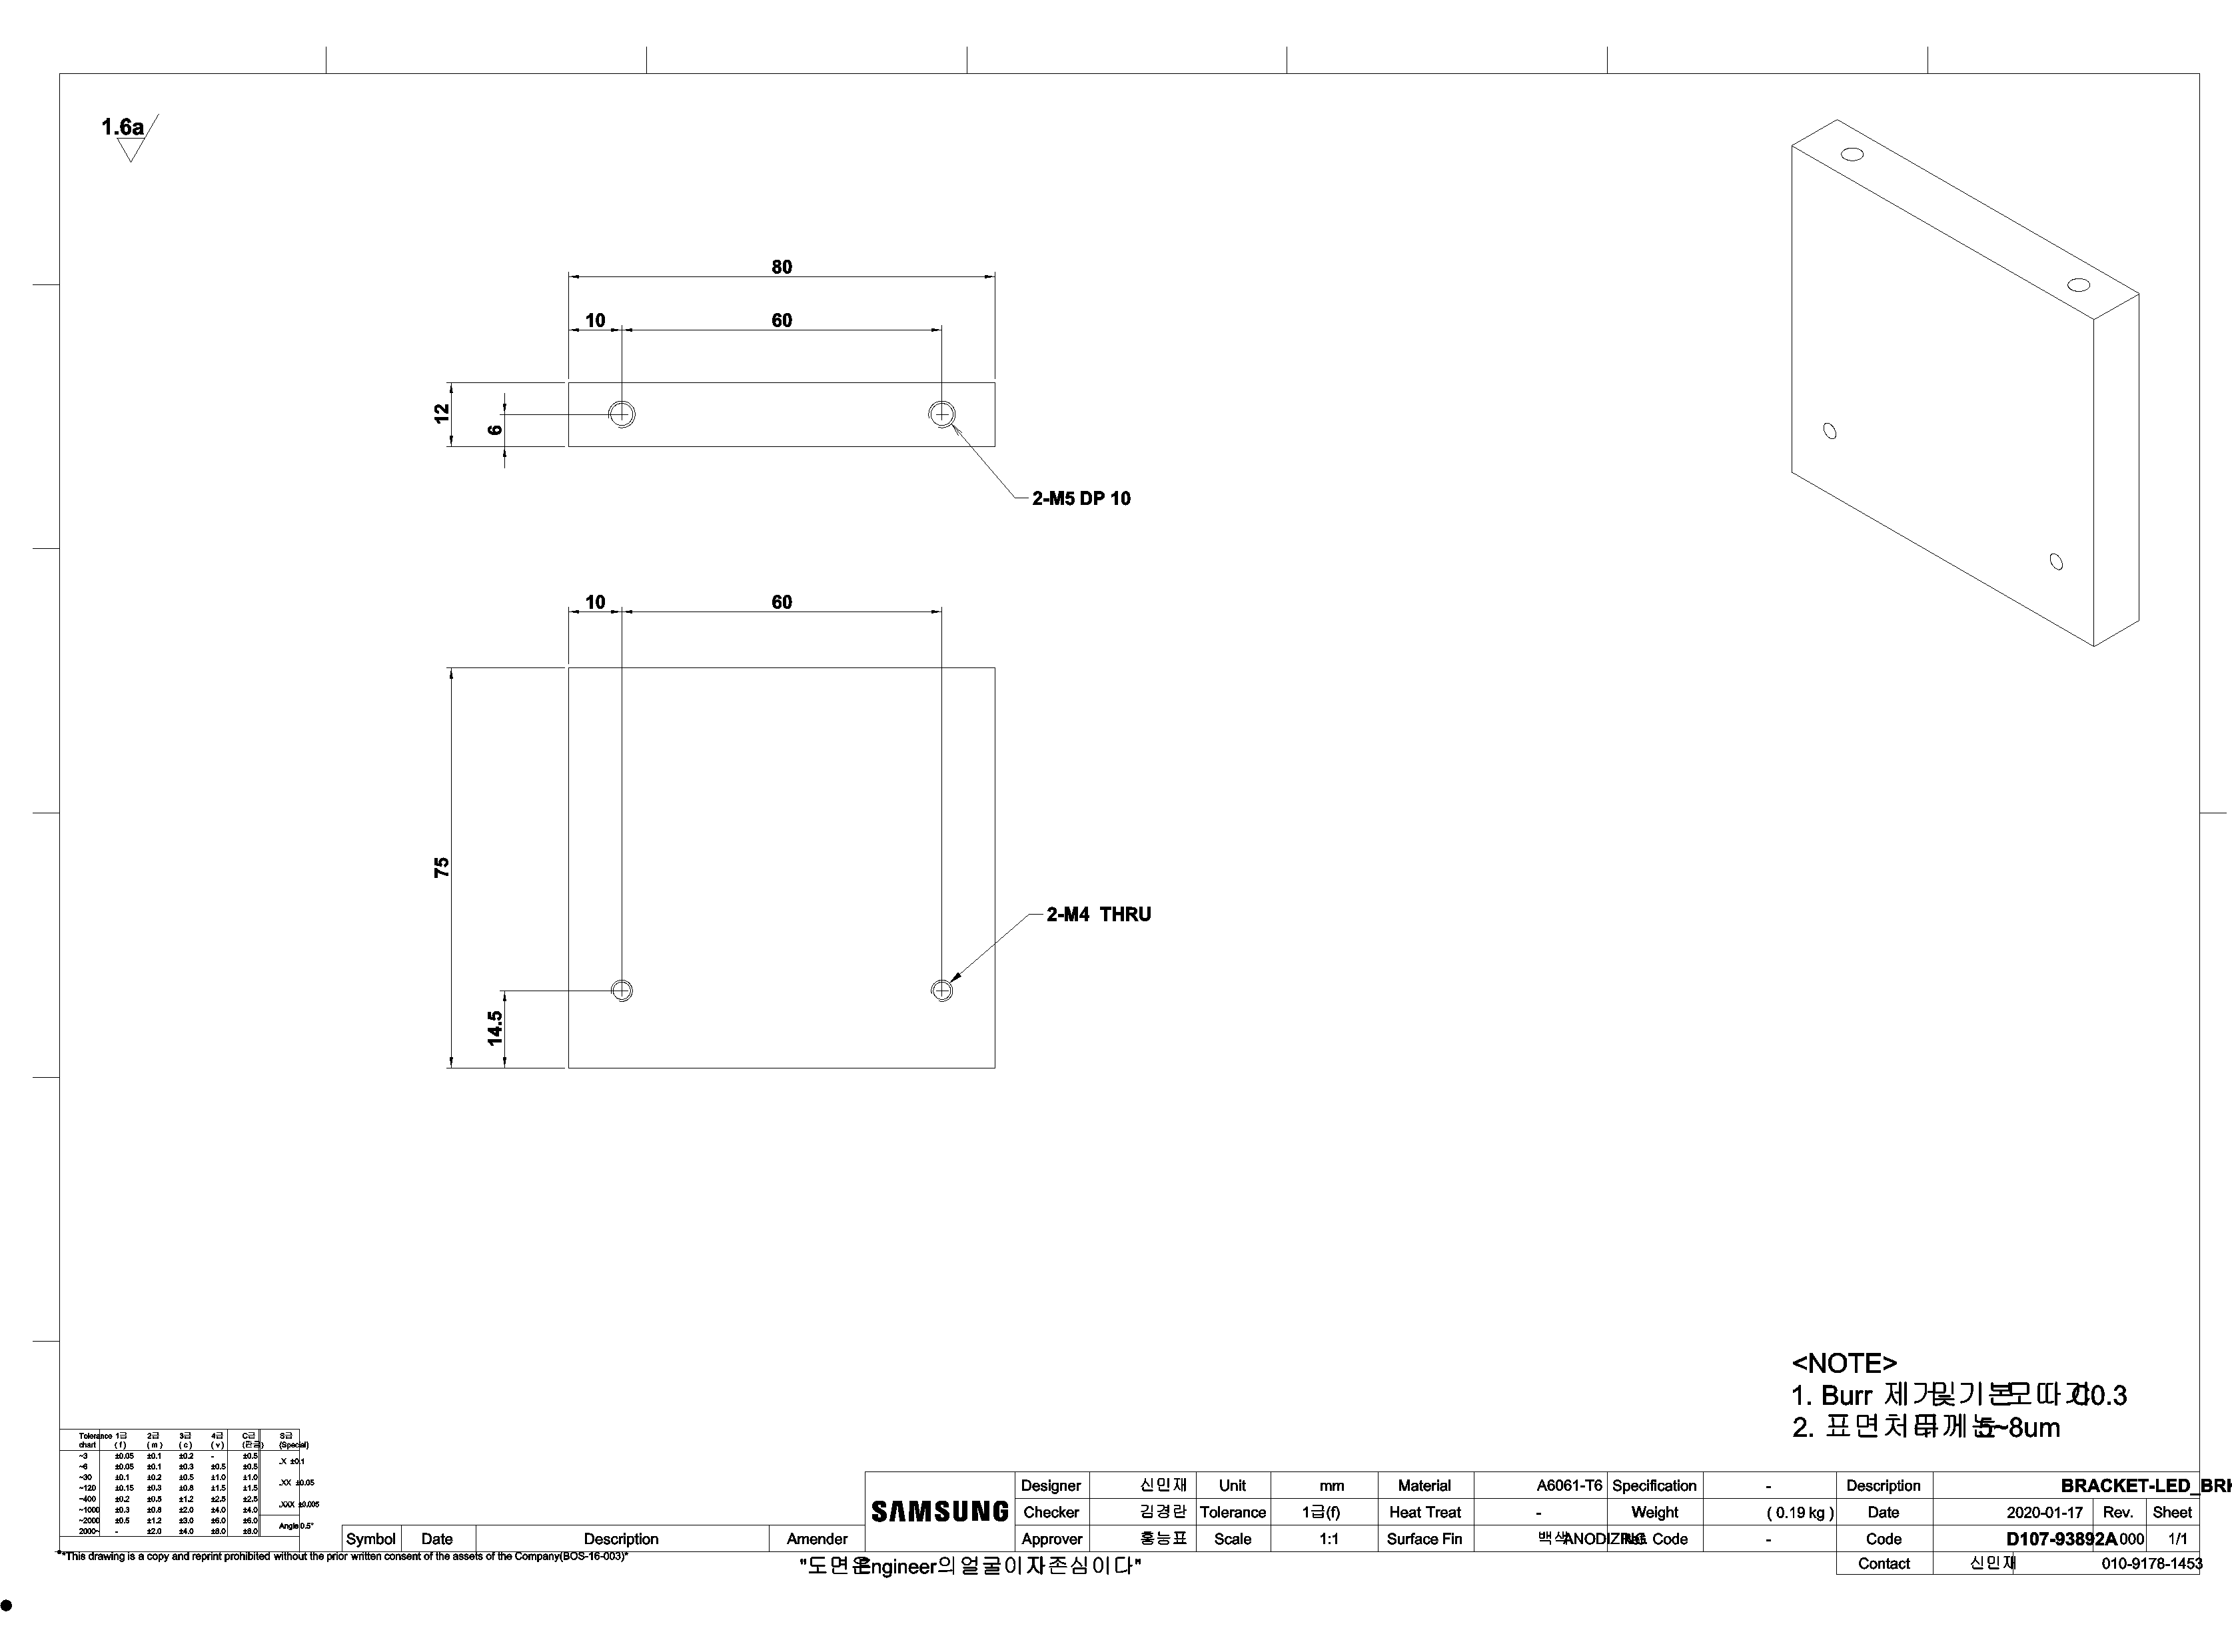 1.6a
80
10 60
12
6
2-M5 DP 10
10 60
75
2-M4 THRU
14.5
<NOTE>
1. Burr 제거 및 기본 모따기 C0.3
2. 표면처리 두께는 5~8um
Tolerance chart 1급 (f) 2급 (m) 3급 (c) 4급 (v) C급 S급 (Special)
~3 ±0.05 ±0.1 ±0.2 - ±0.5
~6 ±0.05 ±0.1 ±0.3 ±0.5 ±0.5
~30 ±0.1 ±0.2 ±0.5 ±1.0 ±1.0
~120 ±0.15 ±0.3 ±0.8 ±1.5 ±1.5
~400 ±0.2 ±0.5 ±1.2 ±2.5 ±2.5
~1000 ±0.3 ±0.8 ±2.0 ±4.0 ±4.0
~2000 ±0.5 ±1.2 ±3.0 ±6.0 ±6.0
2000~ - ±2.0 ±4.0 ±8.0 ±8.0
.X ±0.1
.XX ±0.05
.XXX ±0.005
Angle 0.5°
Symbol Date Description Amender
SAMSUNG
Designer 신민재 Unit mm Material A6061-T6 Specification - Description BRACKET-LED_BRK
Checker 김경란 Tolerance 1급(f) Heat Treat - Weight ( 0.19 kg ) Date 2020-01-17 Rev. Sheet
Approver 홍능표 Scale 1:1 Surface Fin 백색 ANODIZING Code - Code D107-93892A 000 1/1
Contact 신민재 010-9178-1453
"This drawing is a copy and reprint prohibited without the prior written consent of the assets of the Company(BOS-16-003)"
"도면은 Engineer의 얼굴이자 존심이다"